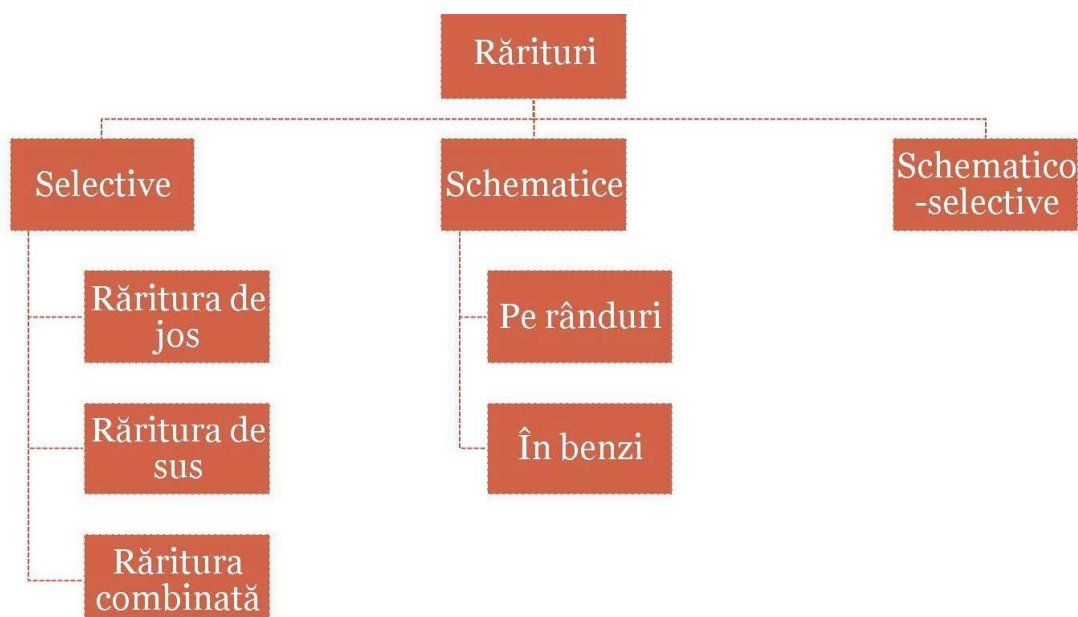 Rărituri
Selective
Schematice
Schematico
-selective
Răritura de
jos
Pe rânduri
Răritura de
sus
În benzi
Răritura
combinată